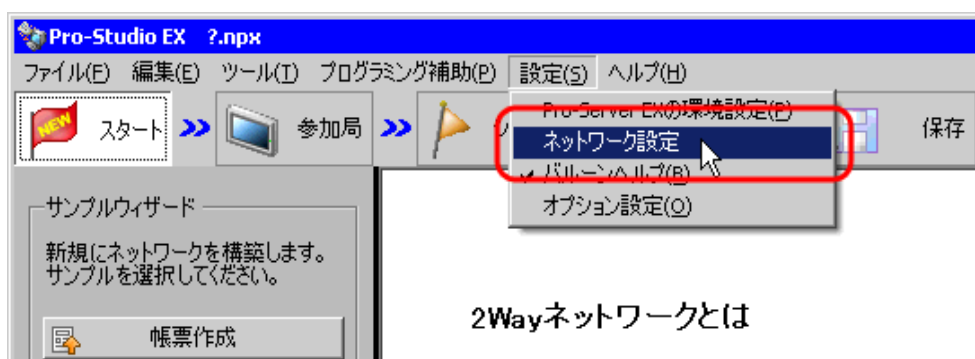 Pro-Studio EX ?.npx
ファイル(F) 編集(E) ツール(T) プログラミング補助(P) 設定(S) ヘルプ(H)
NEW スタート 参加局 保存
Pro-Server EXの環境設定(P)
ネットワーク設定
バルーンヘルプ(B)
オプション設定(O)
サンプルウィザード
新規にネットワークを構築します。
サンプルを選択してください。
帳票作成
2Wayネットワークとは